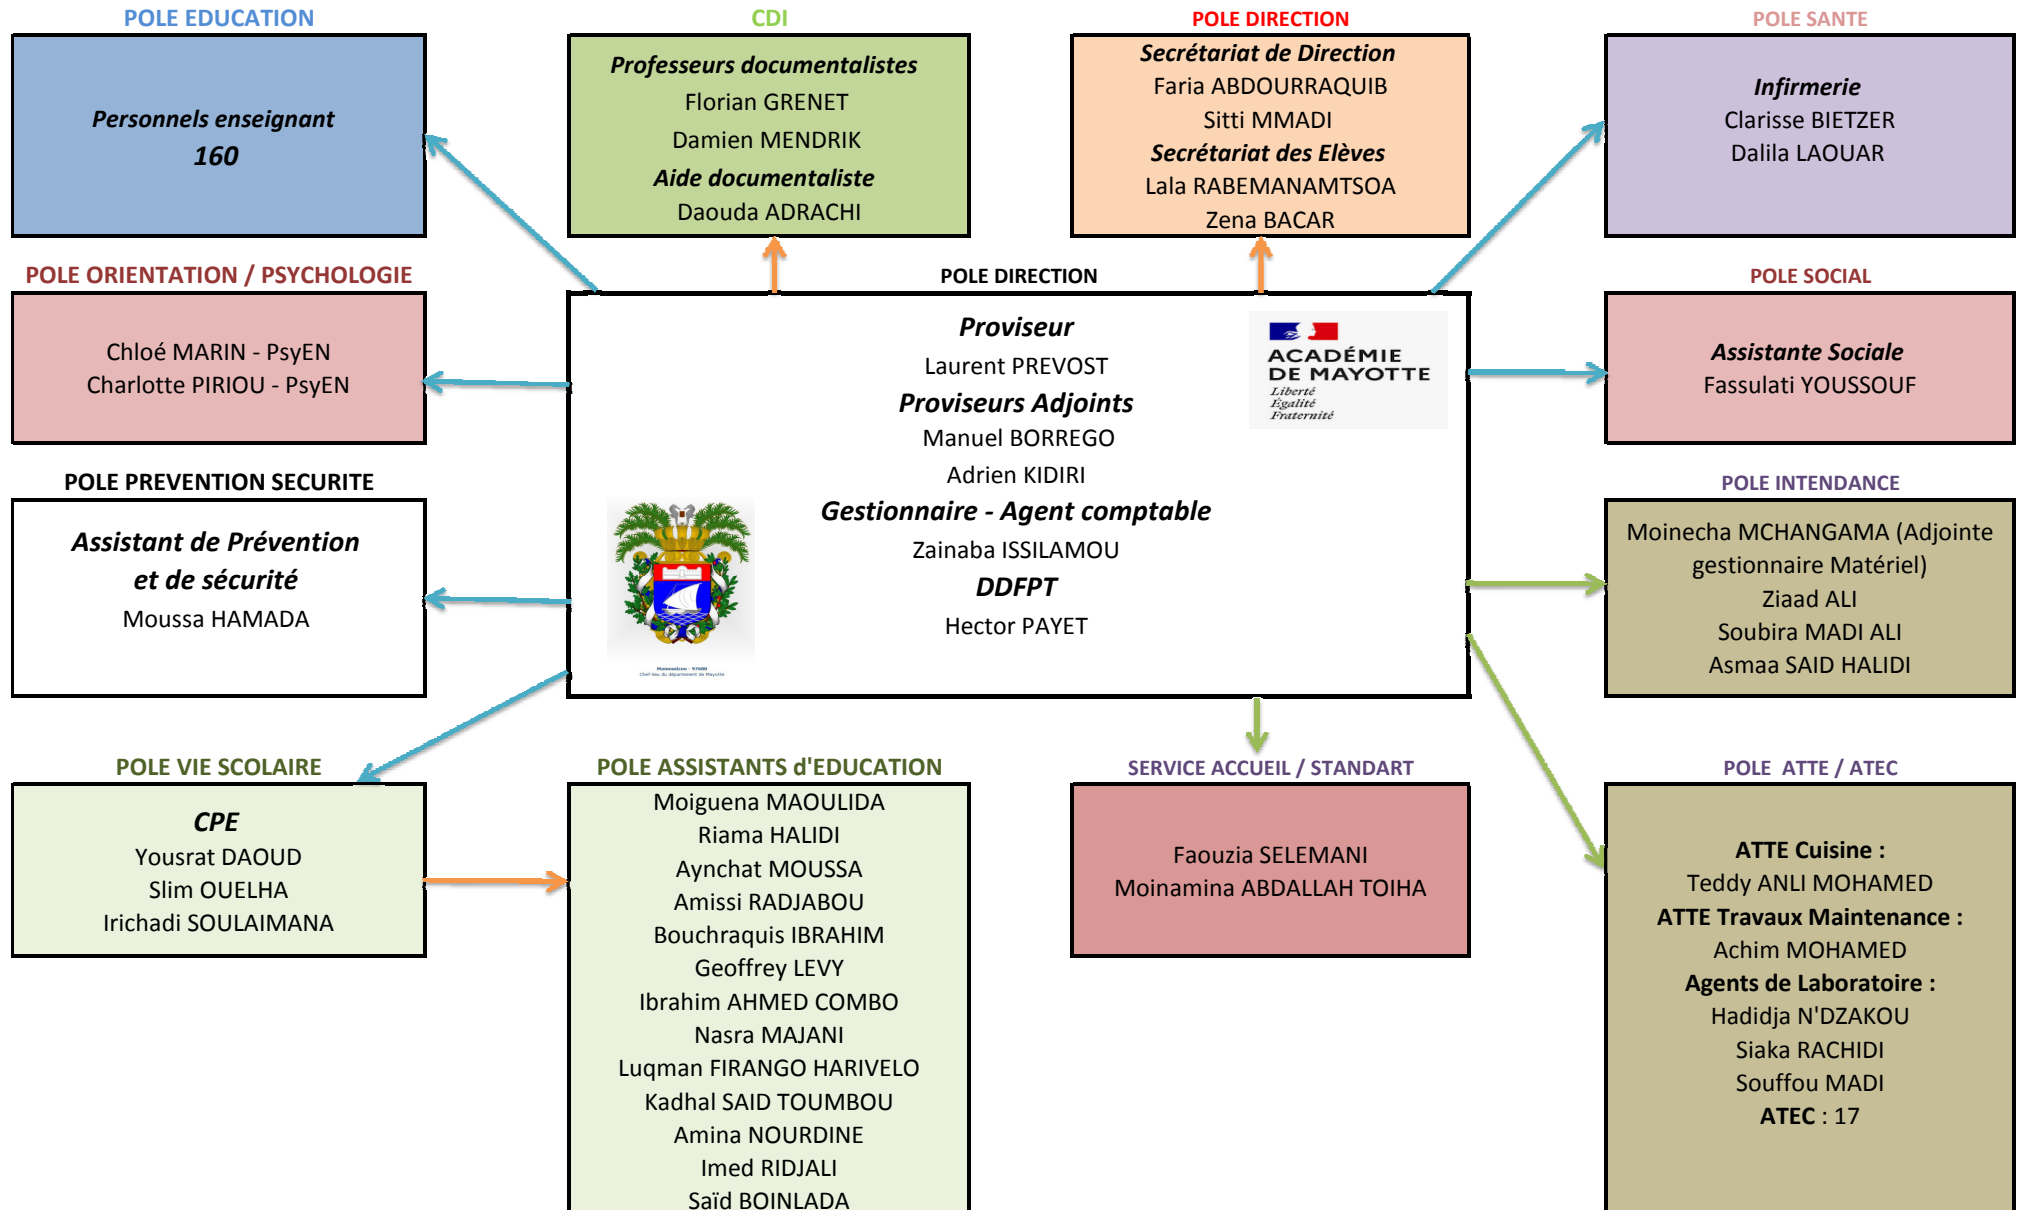 POLE EDUCATION
Personnels enseignant
160
CDI
Professeurs documentalistes
Florian GRENET
Damien MENDRIK
Aide documentaliste
Daouda ADRACHI
POLE DIRECTION
Secrétariat de Direction
Faria ABDOURRAQUIB
Sitti MMADI
Secrétariat des Elèves
Lala RABEMANAMTSOA
Zena BACAR
POLE SANTE
Infirmerie
Clarisse BIETZER
Dalila LAOUAR
POLE ORIENTATION / PSYCHOLOGIE
Chloé MARIN - PsyEN
Charlotte PIRIOU - PsyEN
POLE DIRECTION
Proviseur
Laurent PREVOST
Proviseurs Adjoints
Manuel BORREGO
Adrien KIDIRI
Gestionnaire - Agent comptable
Zainaba ISSILAMOU
DDFPT
Hector PAYET
ACADÉMIE
DE MAYOTTE
Liberté
Égalité
Fraternité
Mamoudzou - 97600
Chef-lieu du département de Mayotte
POLE SOCIAL
Assistante Sociale
Fassulati YOUSSOUF
POLE PREVENTION SECURITE
Assistant de Prévention
et de sécurité
Moussa HAMADA
POLE INTENDANCE
Moinecha MCHANGAMA (Adjointe
gestionnaire Matériel)
Ziaad ALI
Soubira MADI ALI
Asmaa SAID HALIDI
POLE VIE SCOLAIRE
CPE
Yousrat DAOUD
Slim OUELHA
Irichadi SOULAIMANA
POLE ASSISTANTS d'EDUCATION
Moiguena MAOULIDA
Riama HALIDI
Aynchat MOUSSA
Amissi RADJABOU
Bouchraquis IBRAHIM
Geoffrey LEVY
Ibrahim AHMED COMBO
Nasra MAJANI
Luqman FIRANGO HARIVELO
Kadhal SAID TOUMBOU
Amina NOURDINE
Imed RIDJALI
Saïd BOINLADA
SERVICE ACCUEIL / STANDART
Faouzia SELEMANI
Moinamina ABDALLAH TOIHA
POLE ATTE / ATEC
ATTE Cuisine :
Teddy ANLI MOHAMED
ATTE Travaux Maintenance :
Achim MOHAMED
Agents de Laboratoire :
Hadidja N'DZAKOU
Siaka RACHIDI
Souffou MADI
ATEC : 17